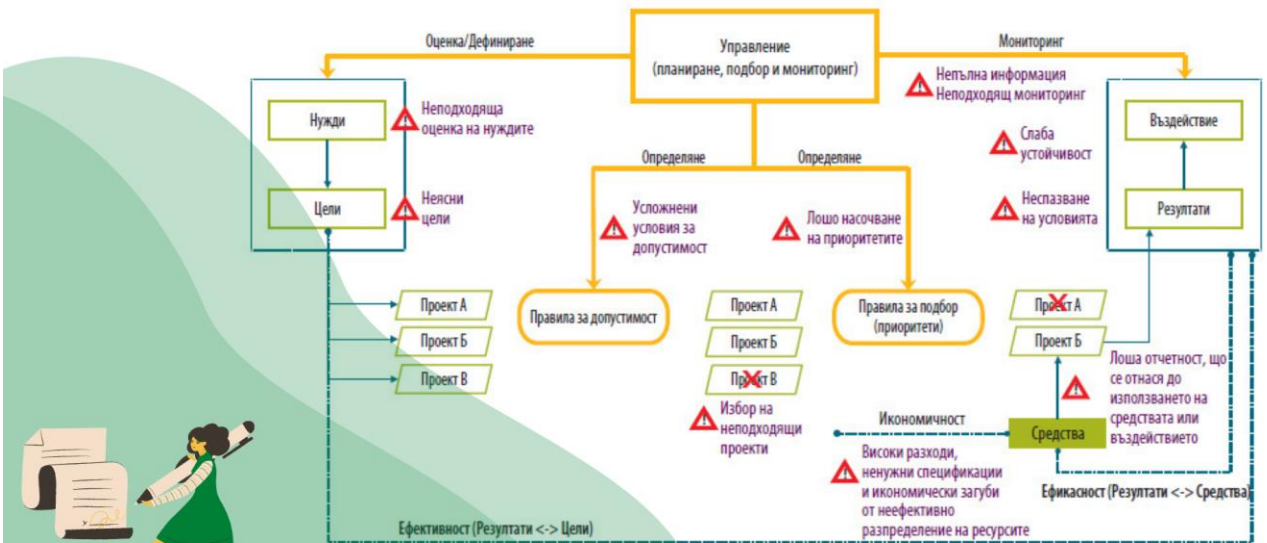 Оценка/Дефиниране
Управление
(планиране, подбор и мониторинг)
Мониторинг
Нужди
Неподходяща
оценка на нуждите
Цели
Неясни
цели
Непълна информация
Неподходящ мониторинг
Слаба
устойчивост
Неспазване
на условията
Въздействие
Резултати
Определяне
Определяне
Усложнени
условия за
допустимост
Лошо насочване
на приоритетите
Проект А
Проект Б
Проект В
Правила за допустимост
Проект А
Проект Б
Проект В
Избор на
неподходящи
проекти
Правила за подбор
(приоритети)
Проект А
Проект Б
Лоша отчетност, що
се отнася до
използването на
средствата или
въздействието
Икономичност
Средства
Високи разходи,
ненужни спецификации
и икономически загуби
от неефективно
разпределение на ресурсите
Ефикасност (Резултати <-> Средства)
Ефективност (Резултати <-> Цели)